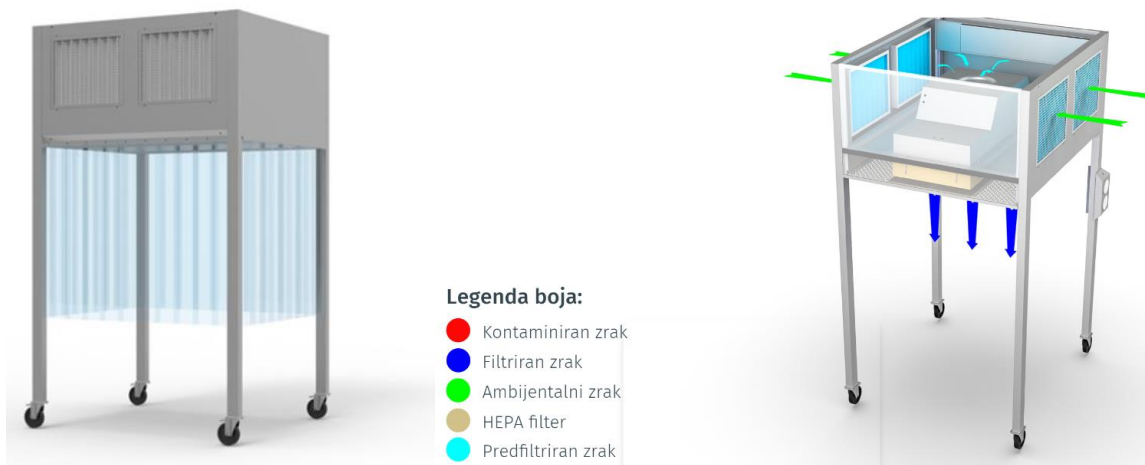 Legenda boja:
Kontaminiran zrak
Filtriran zrak
Ambijentalni zrak
HEPA filter
Predfiltriran zrak